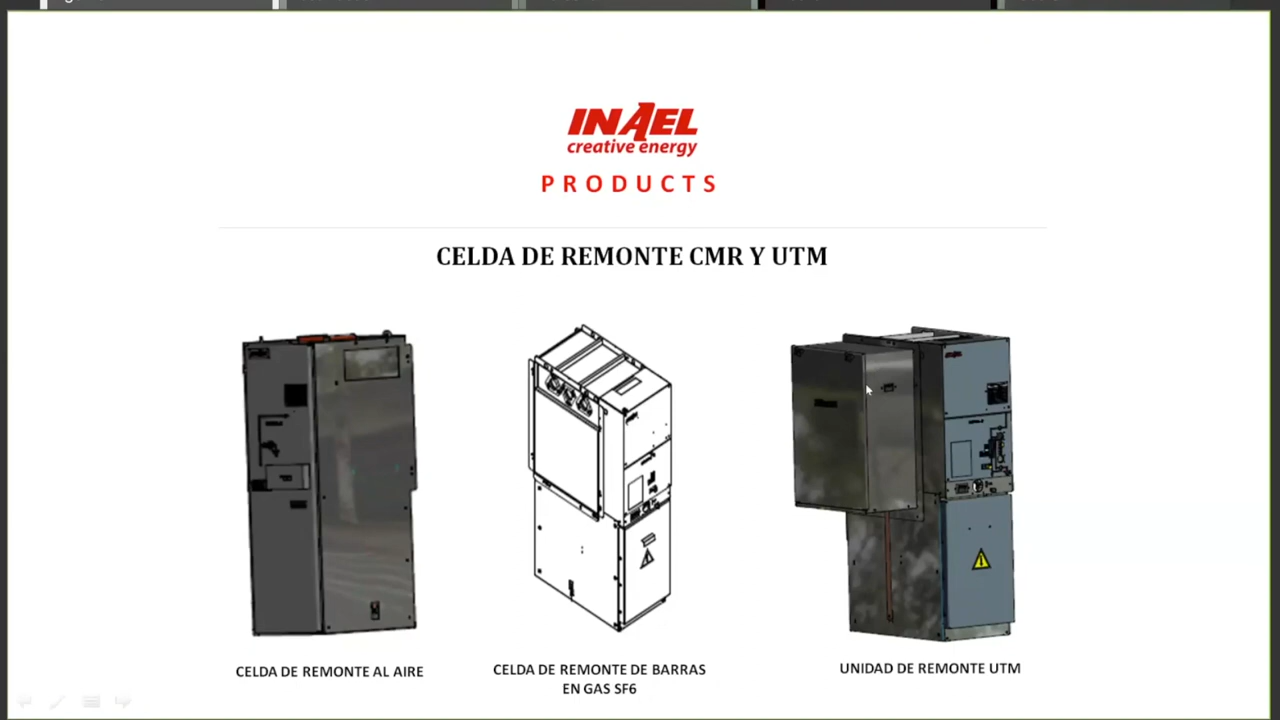 INAEL
creative energy
PRODUCTS
CELDA DE REMONTE CMR Y UTM
CELDA DE REMONTE AL AIRE
CELDA DE REMONTE DE BARRAS
EN GAS SF6
UNIDAD DE REMONTE UTM